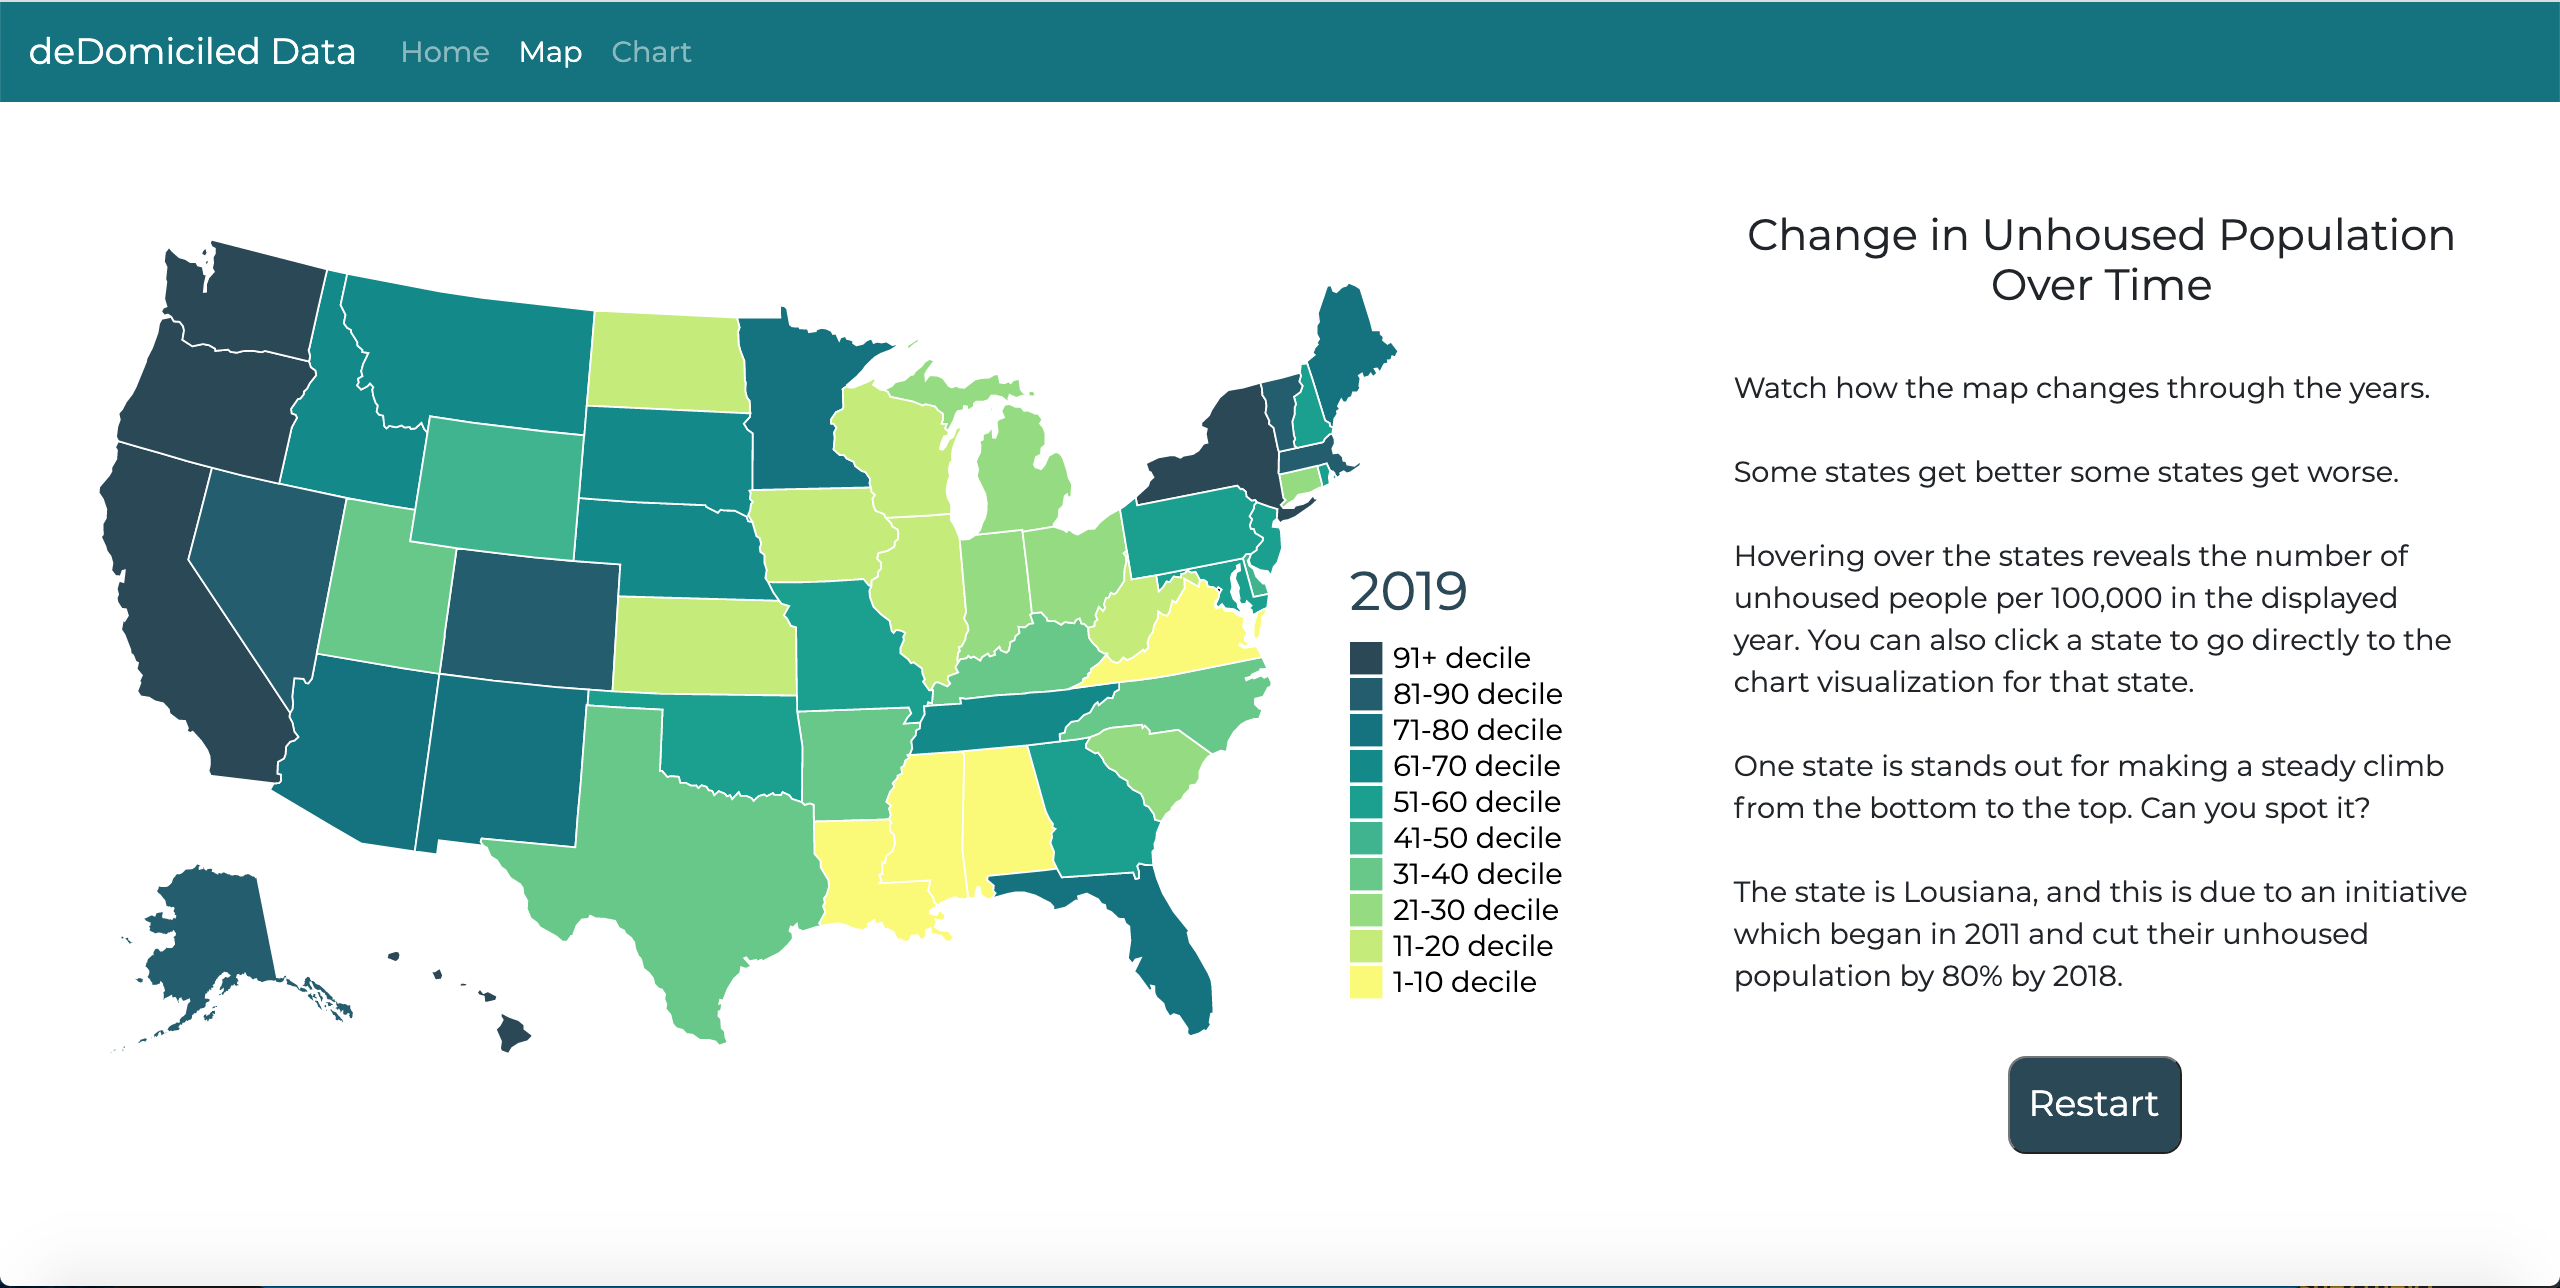 deDomiciled Data Home Map Chart
Change in Unhoused Population
Over Time
Watch how the map changes through the years.
Some states get better some states get worse.
Hovering over the states reveals the number of
unhoused people per 100,000 in the displayed
year. You can also click a state to go directly to the
chart visualization for that state.
One state is stands out for making a steady climb
from the bottom to the top. Can you spot it?
The state is Lousiana, and this is due to an initiative
which began in 2011 and cut their unhoused
population by 80% by 2018.
Restart
2019
91+ decile
81-90 decile
71-80 decile
61-70 decile
51-60 decile
41-50 decile
31-40 decile
21-30 decile
11-20 decile
1-10 decile